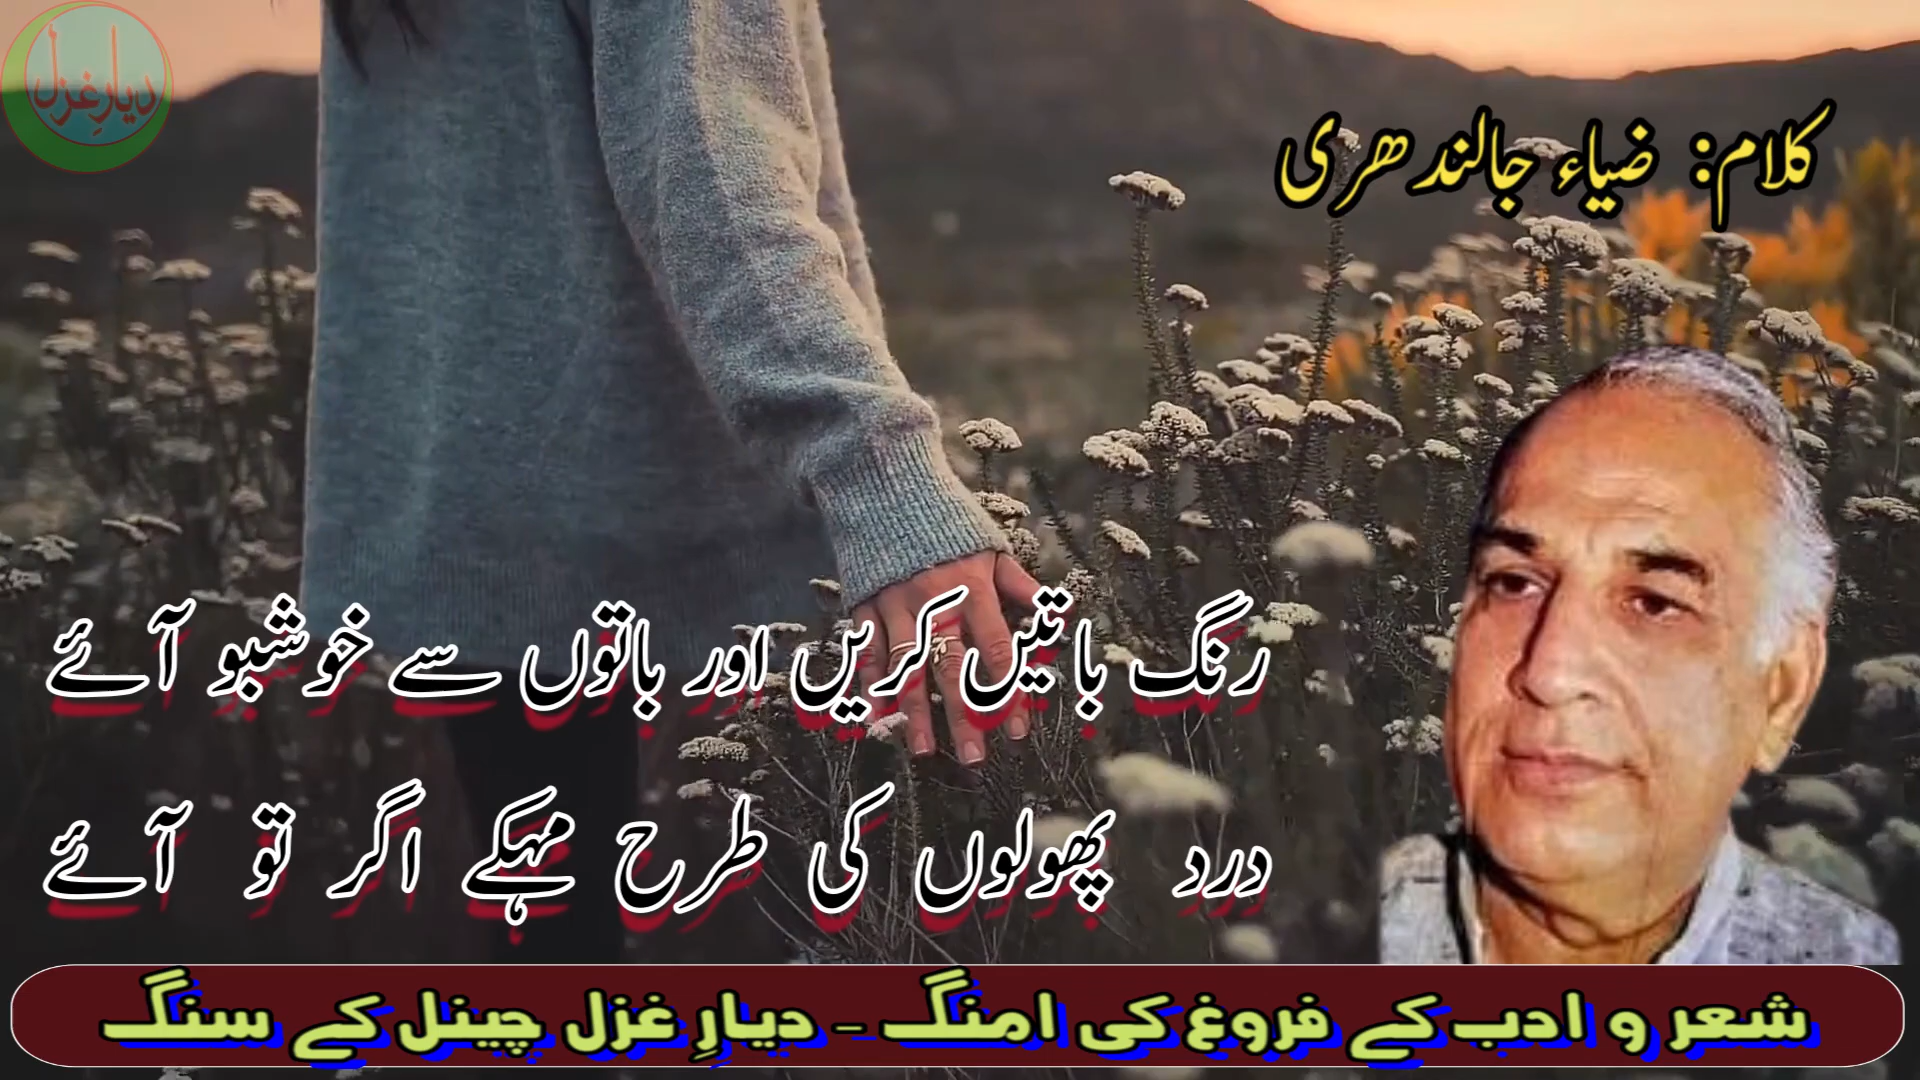 دیارِ غزل
کلام: ضیاء جالندھری
رنگ باتیں کریں اور باتوں سے خوشبو آئے
درد پھولوں کی طرح مہکے اگر تو آئے
شعر و ادب کے فروغ کی امنگ - دیارِ غزل چینل کے سنگ